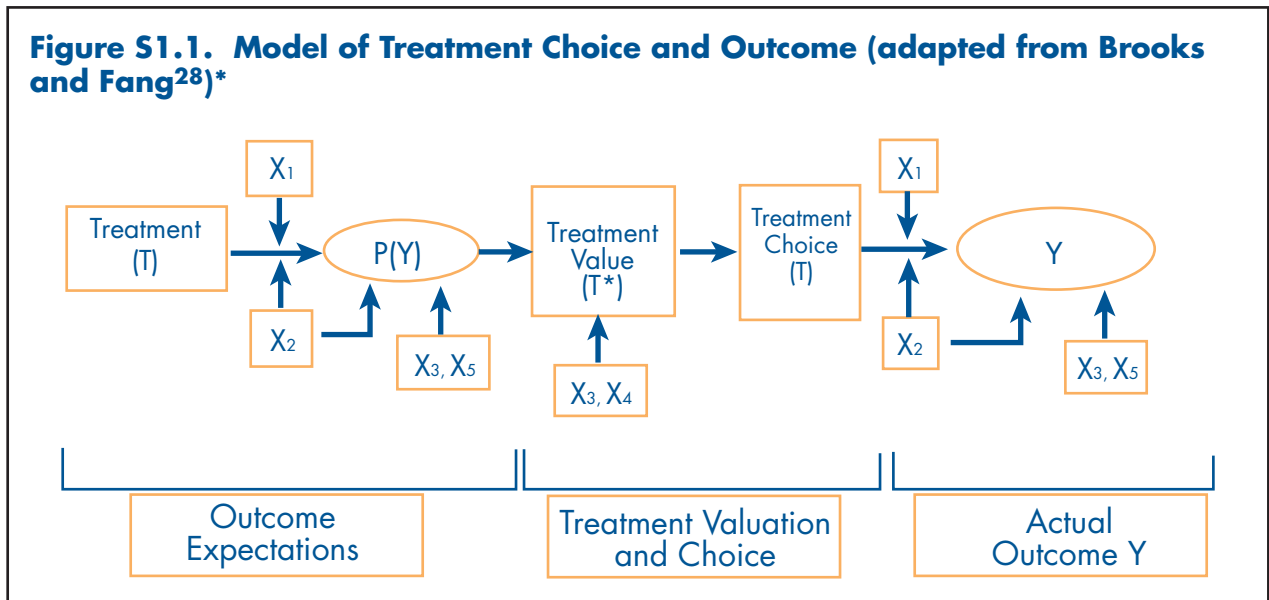 Figure S1.1. Model of Treatment Choice and Outcome (adapted from Brooks
and Fang28)*
X1
X1
Treatment
(T)
P(Y)
Treatment
Value
(T*)
Treatment
Choice
(T)
Y
X2
X3, X5
X3, X4
X2
X3, X5
Outcome
Expectations
Treatment Valuation
and Choice
Actual
Outcome Y